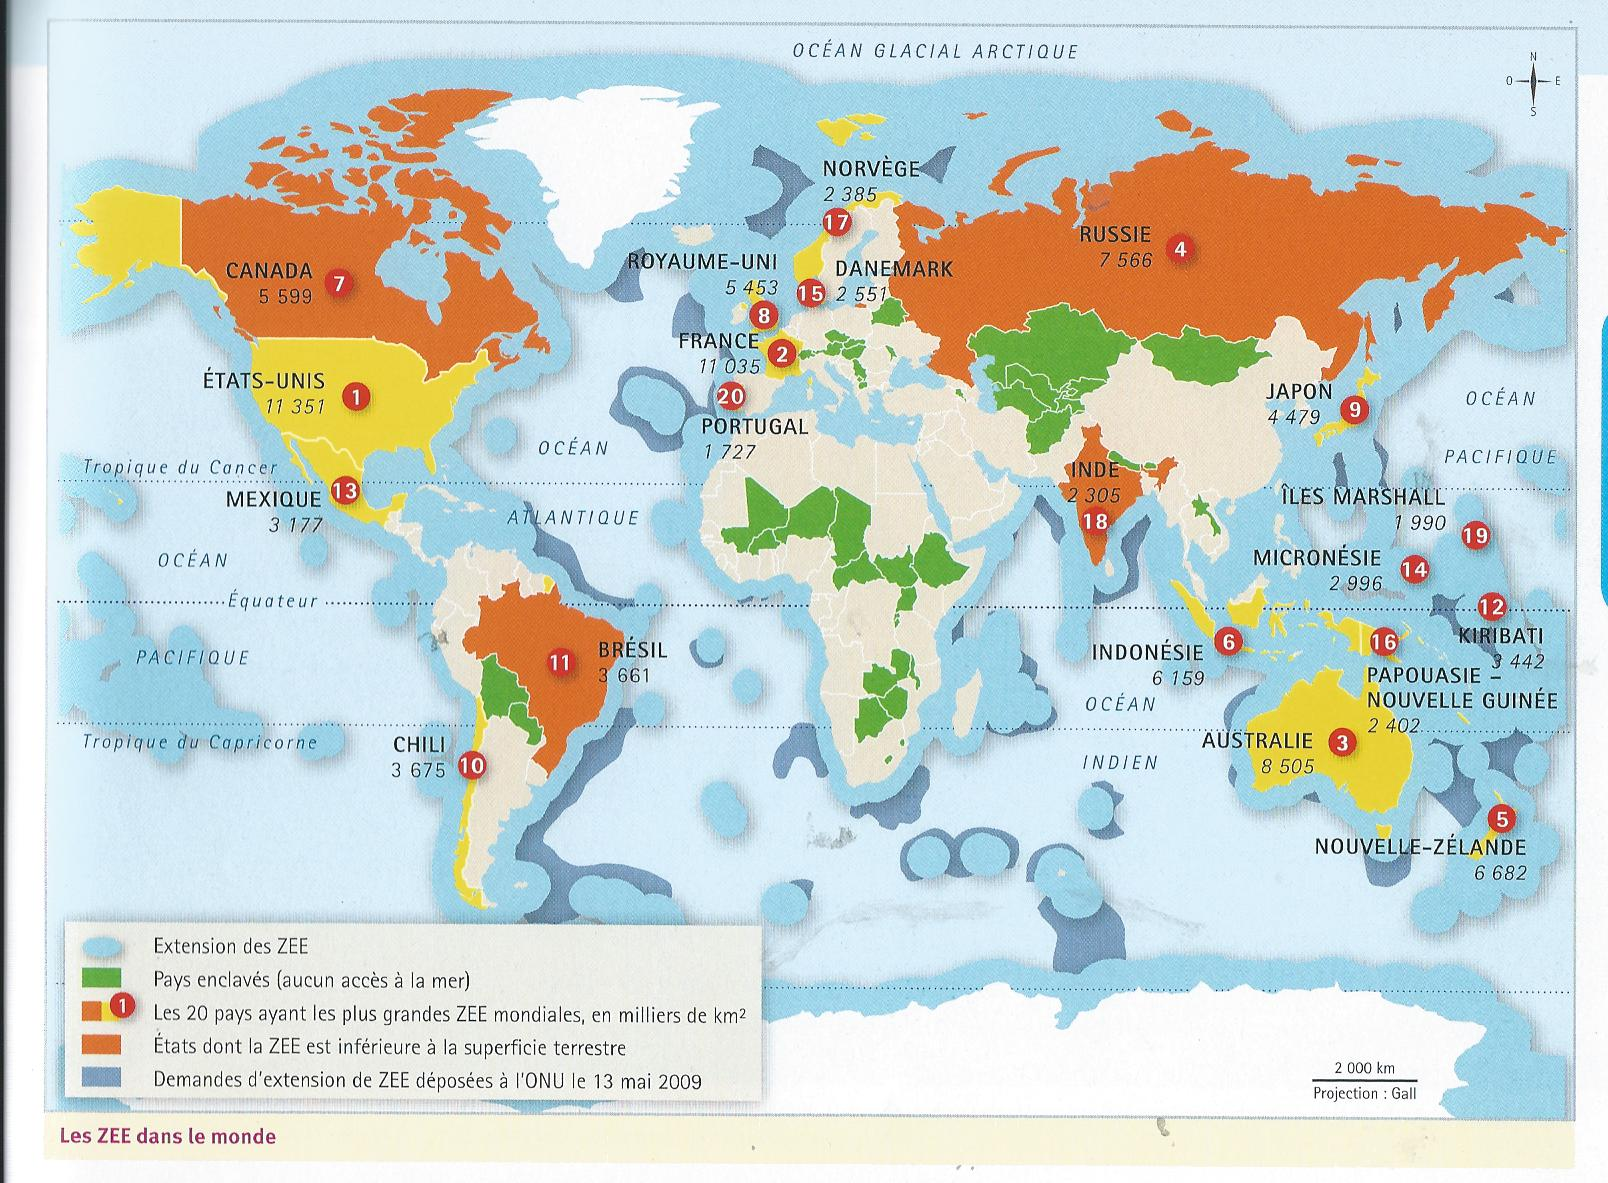 OCÉAN GLACIAL ARCTIQUE
N
O
E
S
NORVÈGE
2 385
17
RUSSIE
7 566
4
CANADA
5 599
7
ROYAUME-UNI
5 453
8
DANEMARK
2 551
15
FRANCE
11 035
2
ÉTATS-UNIS
11 351
1
20
PORTUGAL
1 727
JAPON
4 479
9
OCÉAN
PACIFIQUE
OCÉAN
ATLANTIQUE
Tropique du Cancer
MEXIQUE
3 177
13
INDE
2 305
18
ÎLES MARSHALL
1 990
19
MICRONÉSIE
2 996
14
OCÉAN
PACIFIQUE
Équateur
12
KIRIBATI
3 442
BRÉSIL
3 661
11
INDONÉSIE
6 159
6
16
PAPOUASIE –
NOUVELLE GUINÉE
2 402
OCÉAN
INDIEN
Tropique du Capricorne
CHILI
3 675
10
AUSTRALIE
8 505
3
5
NOUVELLE-ZÉLANDE
6 682
Extension des ZEE
Pays enclavés (aucun accès à la mer)
1
Les 20 pays ayant les plus grandes ZEE mondiales, en milliers de km²
États dont la ZEE est inférieure à la superficie terrestre
Demandes d'extension de ZEE déposées à l'ONU le 13 mai 2009
2 000 km
Projection : Gall
Les ZEE dans le monde